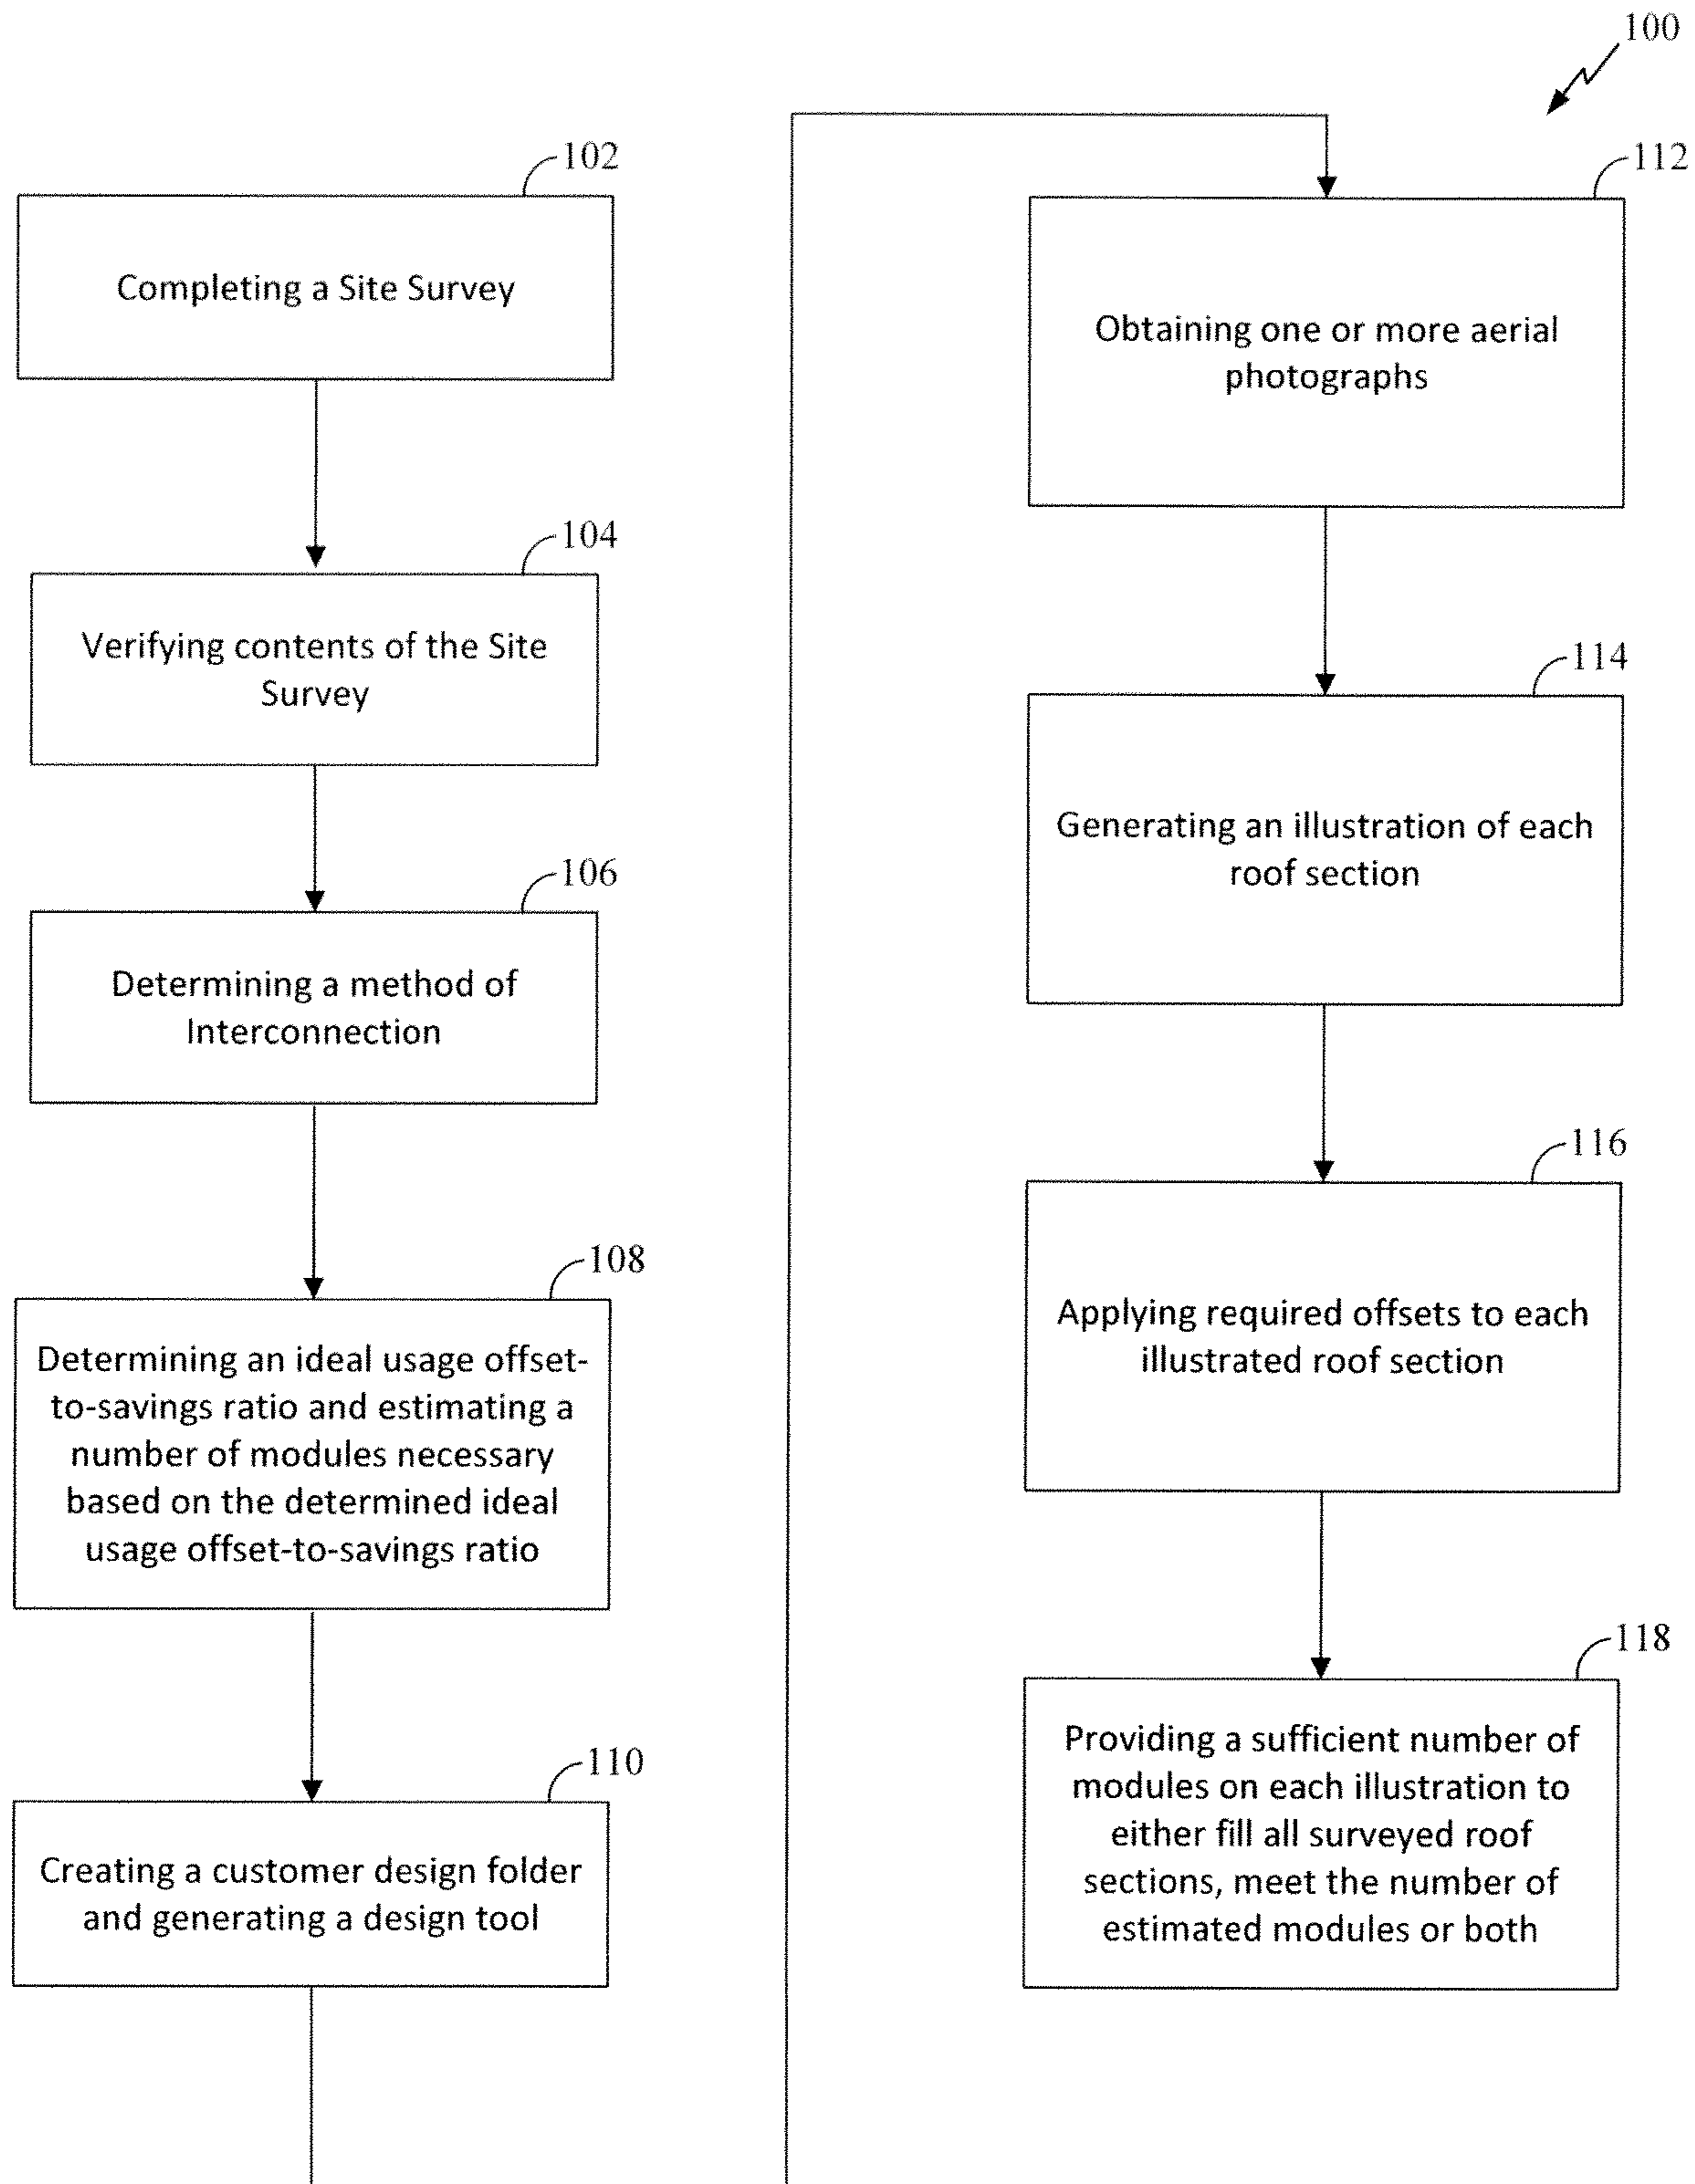 100
102
Completing a Site Survey
104
Verifying contents of the Site
Survey
106
Determining a method of
Interconnection
108
Determining an ideal usage offset-
to-savings ratio and estimating a
number of modules necessary
based on the determined ideal
usage offset-to-savings ratio
110
Creating a customer design folder
and generating a design tool
112
Obtaining one or more aerial
photographs
114
Generating an illustration of each
roof section
116
Applying required offsets to each
illustrated roof section
118
Providing a sufficient number of
modules on each illustration to
either fill all surveyed roof
sections, meet the number of
estimated modules or both